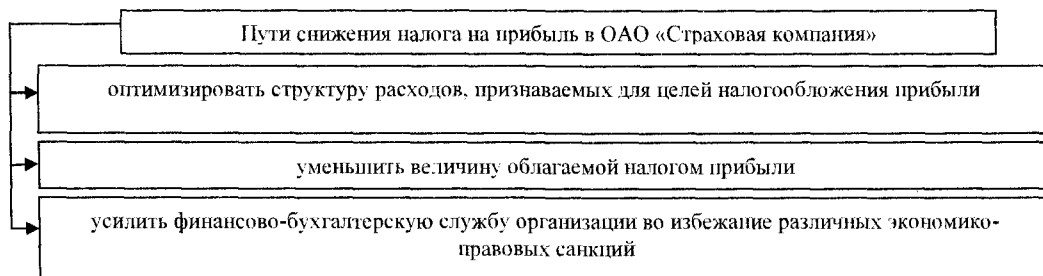 Пути снижения налога на прибыль в ОАО «Страховая компания»
оптимизировать структуру расходов, признаваемых для целей налогообложения прибыли
уменьшить величину облагаемой налогом прибыли
усилить финансово-бухгалтерскую службу организации во избежание различных экономико-
правовых санкций